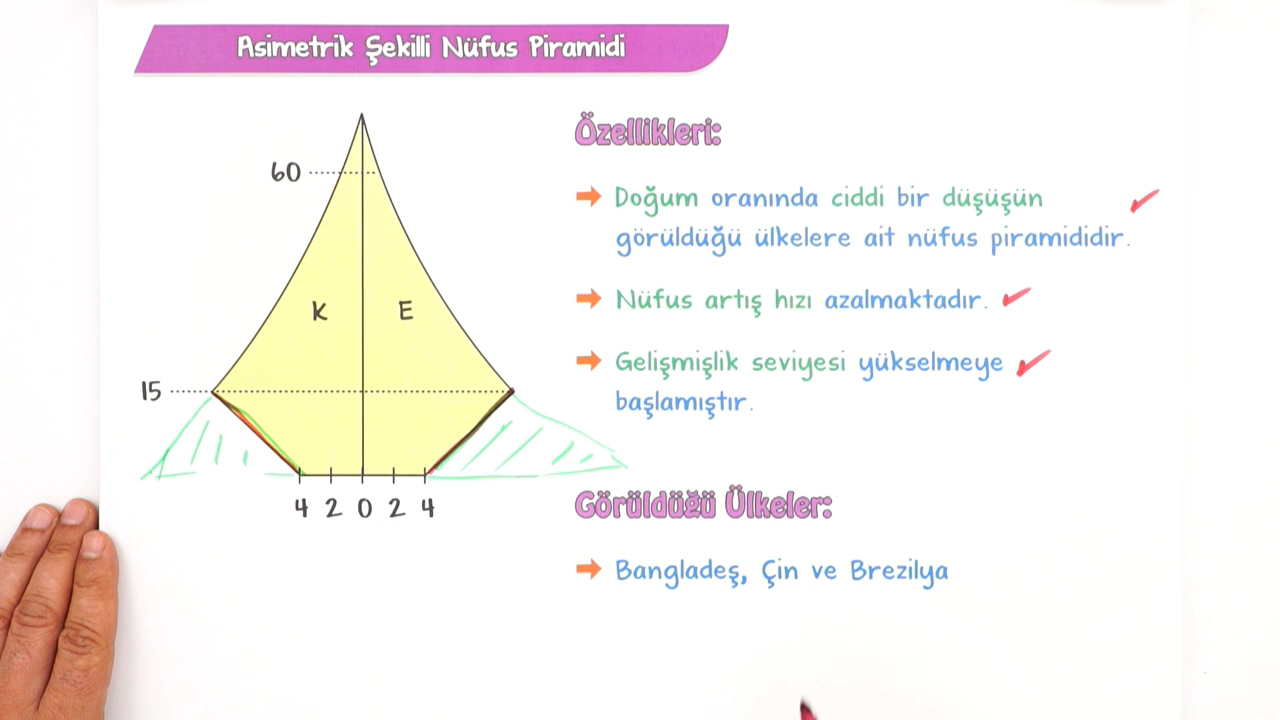 Asimetrik Şekilli Nüfus Piramidi
60
K E
15
4 2 0 2 4
Özellikleri:
Doğum oranında ciddi bir düşüşün
görüldüğü ülkelere ait nüfus piramididir.
Nüfus artış hızı azalmaktadır.
Gelişmişlik seviyesi yükselmeye
başlamıştır.
Görüldüğü Ülkeler:
Bangladeş, Çin ve Brezilya